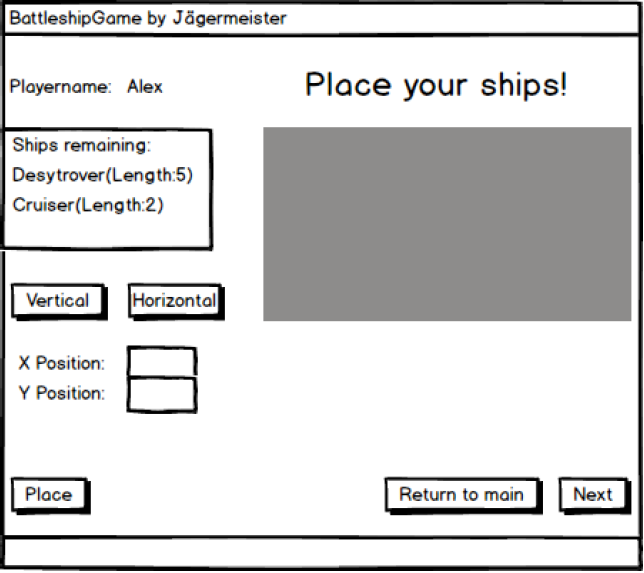 BattleshipGame by Jägermeister
Playername: Alex
Place your ships!
Ships remaining:
Desytrover(Length:5)
Cruiser(Length:2)
Vertical
Horizontal
X Position:
Y Position:
Place
Return to main
Next